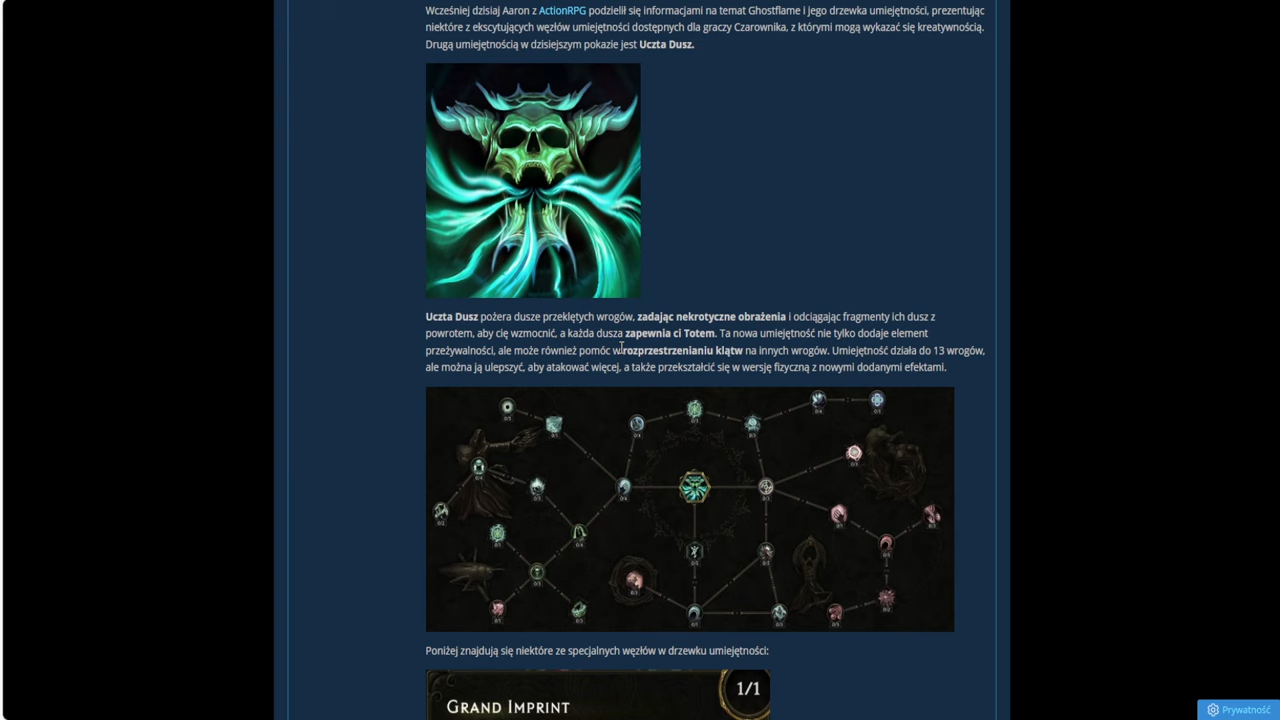 Wcześniej dzisiaj Aaron z ActionRPG podzielił się informacjami na temat Ghostflame i jego drzewka umiejętności, prezentując
niektóre z ekscytujących węzłów umiejętności dostępnych dla graczy Czarownika, z którymi mogą wykazać się kreatywnością.
Drugą umiejętnością w dzisiejszym pokazie jest Uczta Dusz.
Uczta Dusz pożera dusze przeklętych wrogów, zadając nekrotyczne obrażenia i odciągając fragmenty ich dusz z
powrotem, aby cię wzmocnić, a każda dusza zapewnia ci Totem. Ta nowa umiejętność nie tylko dodaje element
przeżywalności, ale może również pomóc w rozprzestrzenianiu klątw na innych wrogów. Umiejętność działa do 13 wrogów,
ale można ją ulepszyć, aby atakować więcej, a także przekształcić się w wersję fizyczną z nowymi dodanymi efektami.
Poniżej znajdują się niektóre ze specjalnych węzłów w drzewku umiejętności:
1/1
GRAND IMPRINT
Prywatność